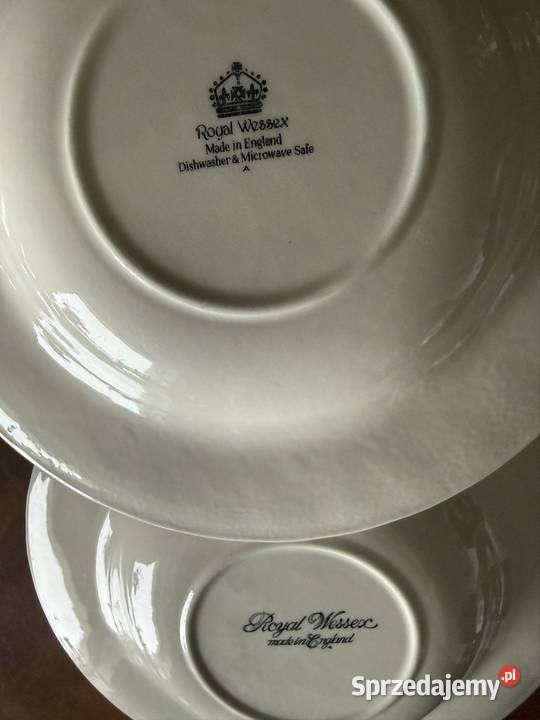 Royal Wessex
Made in England
Dishwasher & Microwave Safe
Royal Wessex
made in England
Sprzedajemy.pl